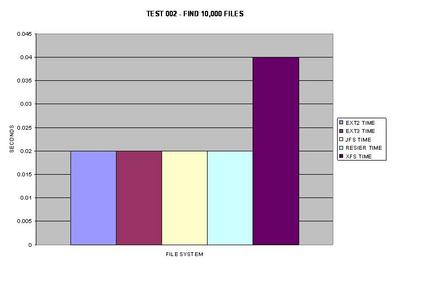 TEST 002 - FIND 10,000 FILES
0.045
0.04
0.035
0.03
0.025
0.02
0.015
0.01
0.005
0
SECONDS
FILE SYSTEM
EXT2 TIME
EXT3 TIME
JFS TIME
RESIER TIME
XFS TIME